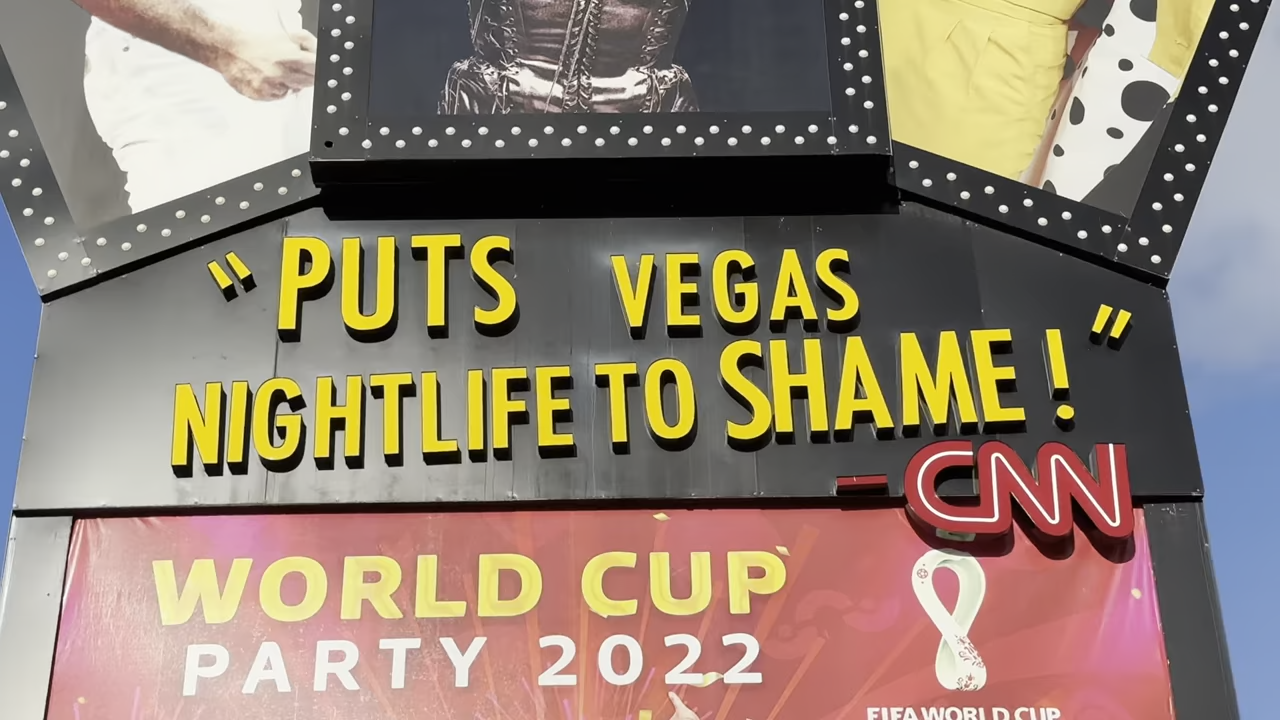 “PUTS VEGAS
NIGHTLIFE TO SHAME!”
- CNN
WORLD CUP
PARTY 2022
FIFA WORLD CUP